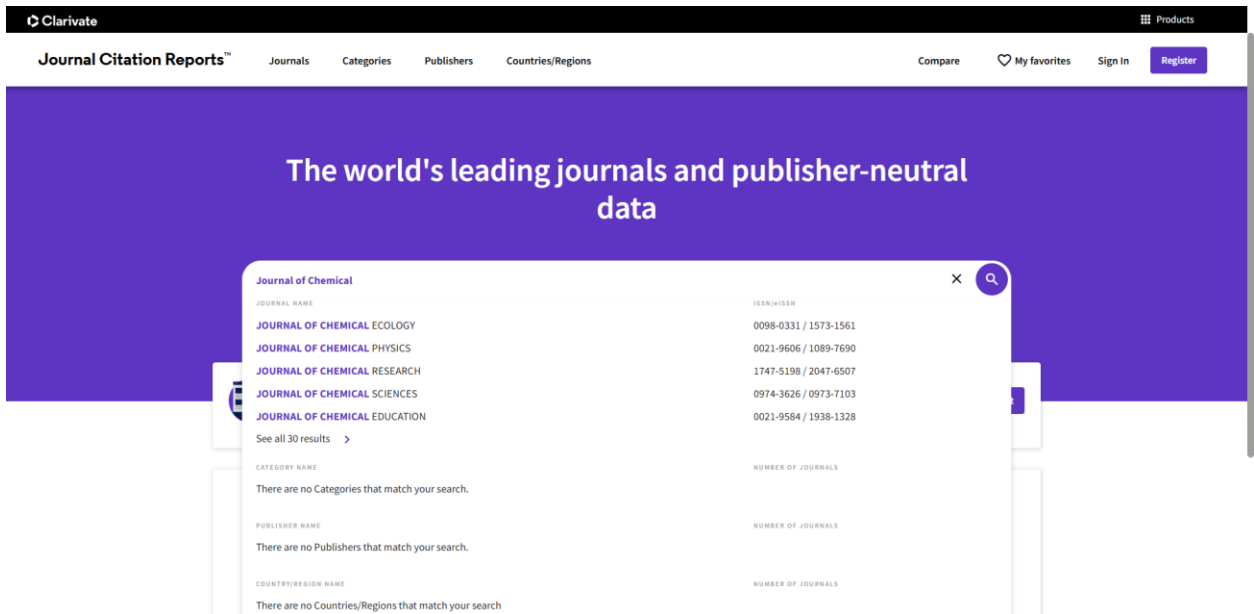 Clarivate
Products
Journal Citation Reports™
Journals
Categories
Publishers
Countries/Regions
Compare
My favorites
Sign In
Register
The world's leading journals and publisher-neutral
data
Journal of Chemical
JOURNAL NAME ISSN/eISSN
JOURNAL OF CHEMICAL ECOLOGY 0098-0331 / 1573-1561
JOURNAL OF CHEMICAL PHYSICS 0021-9606 / 1089-7690
JOURNAL OF CHEMICAL RESEARCH 1747-5198 / 2047-6507
JOURNAL OF CHEMICAL SCIENCES 0974-3626 / 0973-7103
JOURNAL OF CHEMICAL EDUCATION 0021-9584 / 1938-1328
See all 30 results
CATEGORY NAME NUMBER OF JOURNALS
There are no Categories that match your search.
PUBLISHER NAME NUMBER OF JOURNALS
There are no Publishers that match your search.
COUNTRY/REGION NAME NUMBER OF JOURNALS
There are no Countries/Regions that match your search